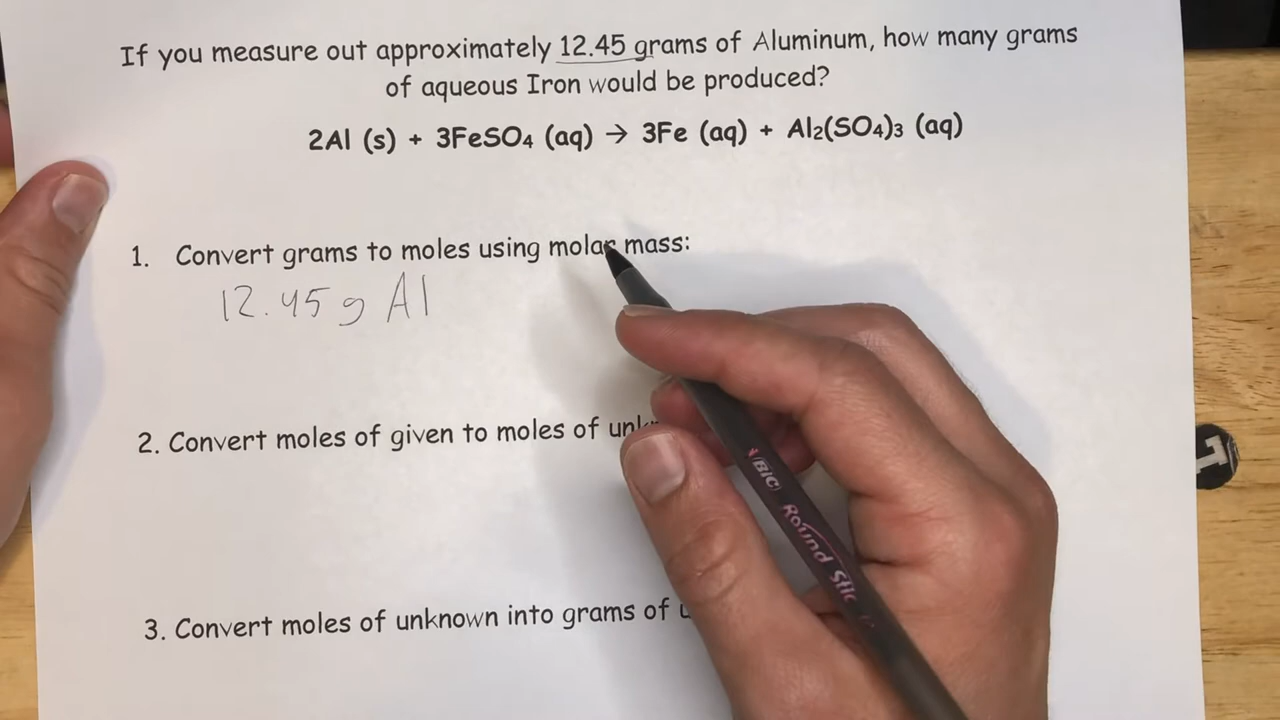 If you measure out approximately 12.45 grams of Aluminum, how many grams
of aqueous Iron would be produced?
2Al (s) + 3FeSO₄ (aq) → 3Fe (aq) + Al₂(SO₄)₃ (aq)
1. Convert grams to moles using molar mass:
12.45 g Al
2. Convert moles of given to moles of
3. Convert moles of unknown into grams of
BIC Round Stic
T